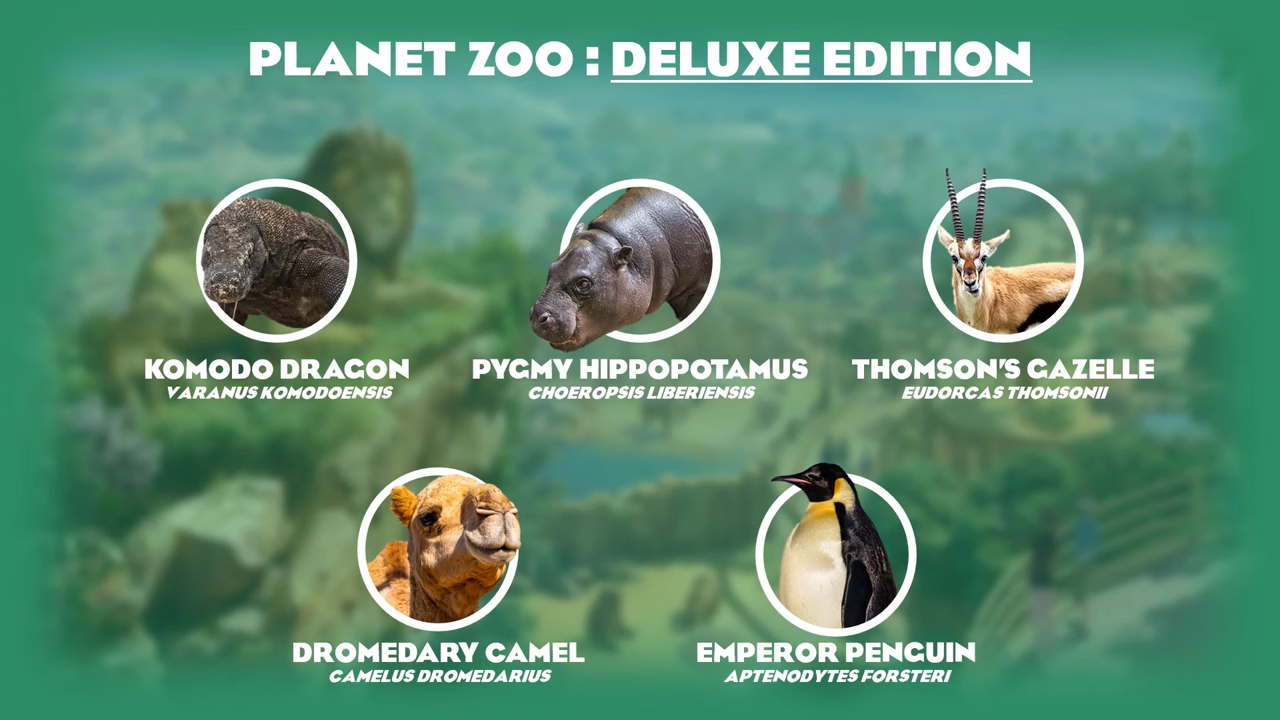 PLANET ZOO : DELUXE EDITION
KOMODO DRAGON
VARANUS KOMODOENSIS
PYGMY HIPPOPOTAMUS
CHOEROPSIS LIBERIENSIS
THOMSON'S GAZELLE
EUDORCAS THOMSONII
DROMEDARY CAMEL
CAMELUS DROMEDARIUS
EMPEROR PENGUIN
APTENODYTES FORSTERI